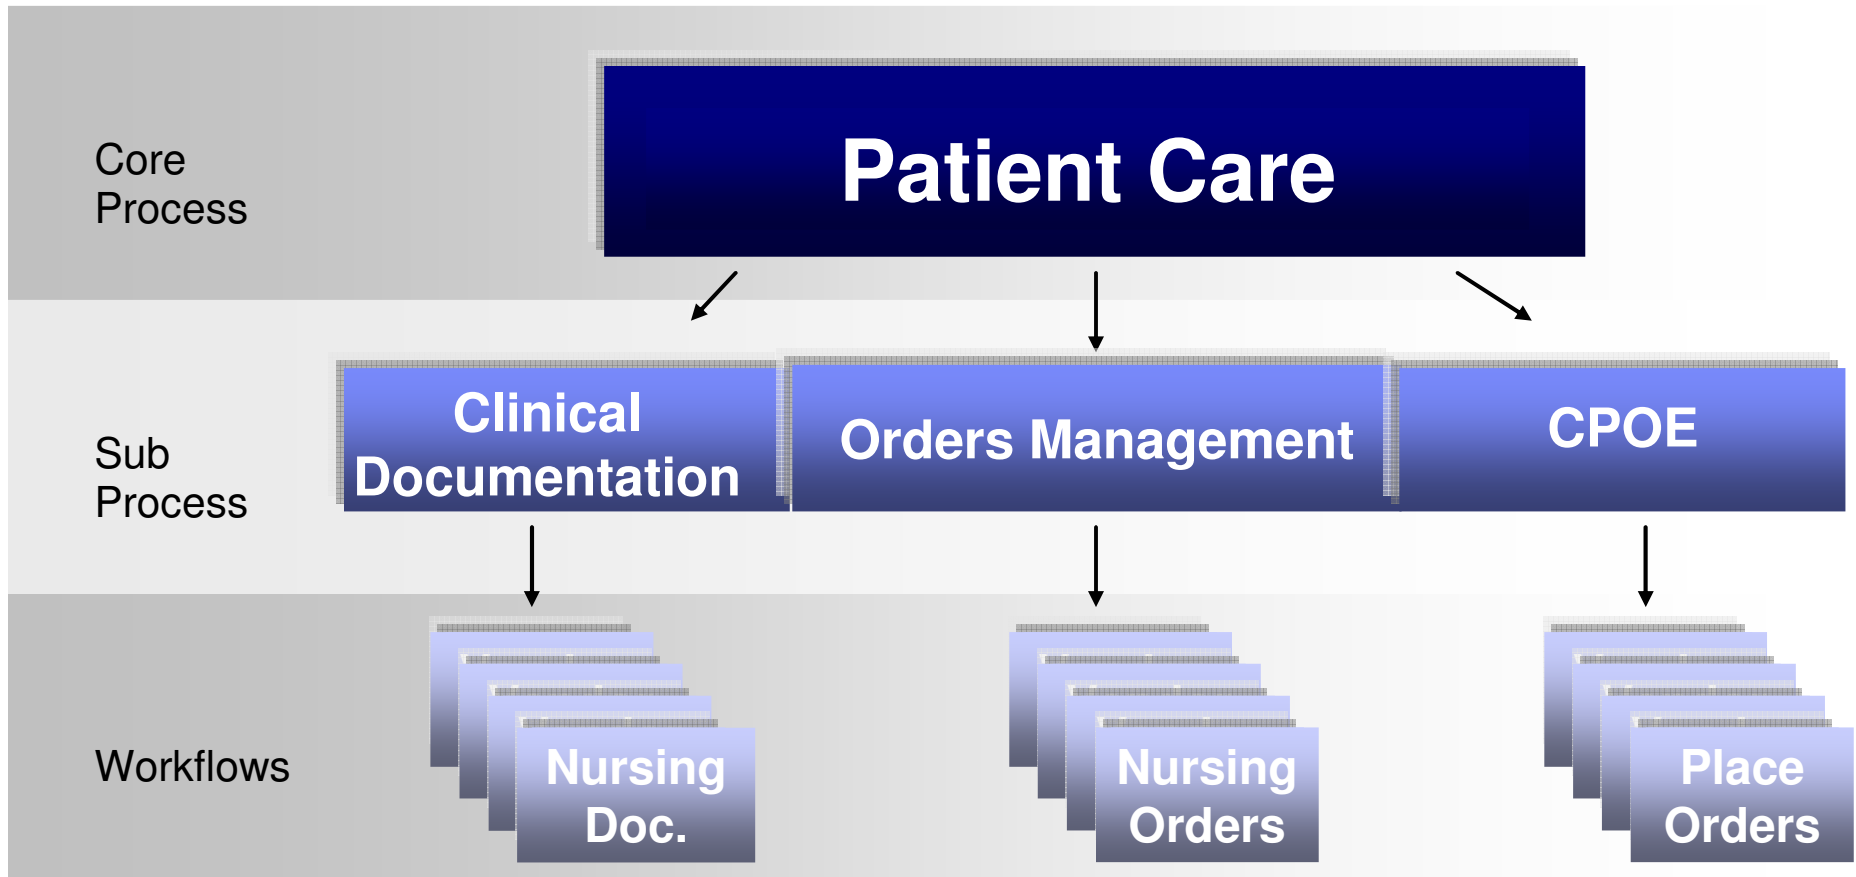 Core
Process
Patient Care
Sub
Process
Clinical
Documentation
Orders Management
CPOE
Workflows
Nursing
Doc.
Nursing
Orders
Place
Orders